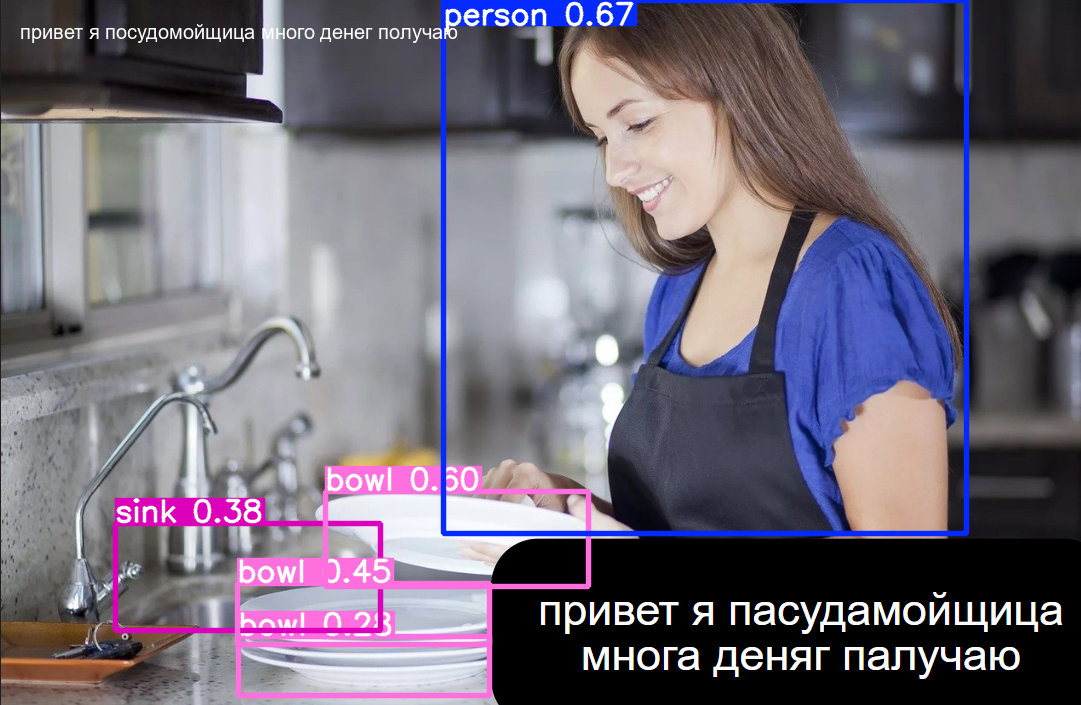 person 0.67
привет я посудомойщица много денег получаю
bowl 0.60
sink 0.38
bowl 0.45
bowl 0.28
привет я пасудамойщица
многа деняг палучаю